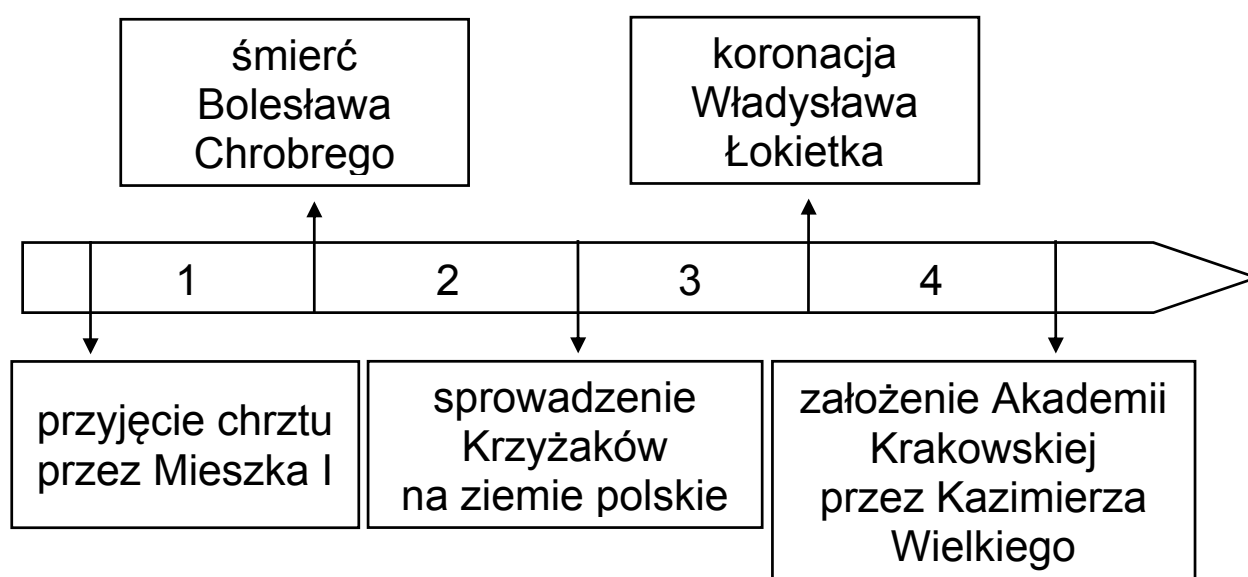 śmierć
Bolesława
Chrobrego
koronacja
Władysława
Łokietka
1
2
3
4
przyjęcie chrztu
przez Mieszka I
sprowadzenie
Krzyżaków
na ziemie polskie
założenie Akademii
Krakowskiej
przez Kazimierza
Wielkiego